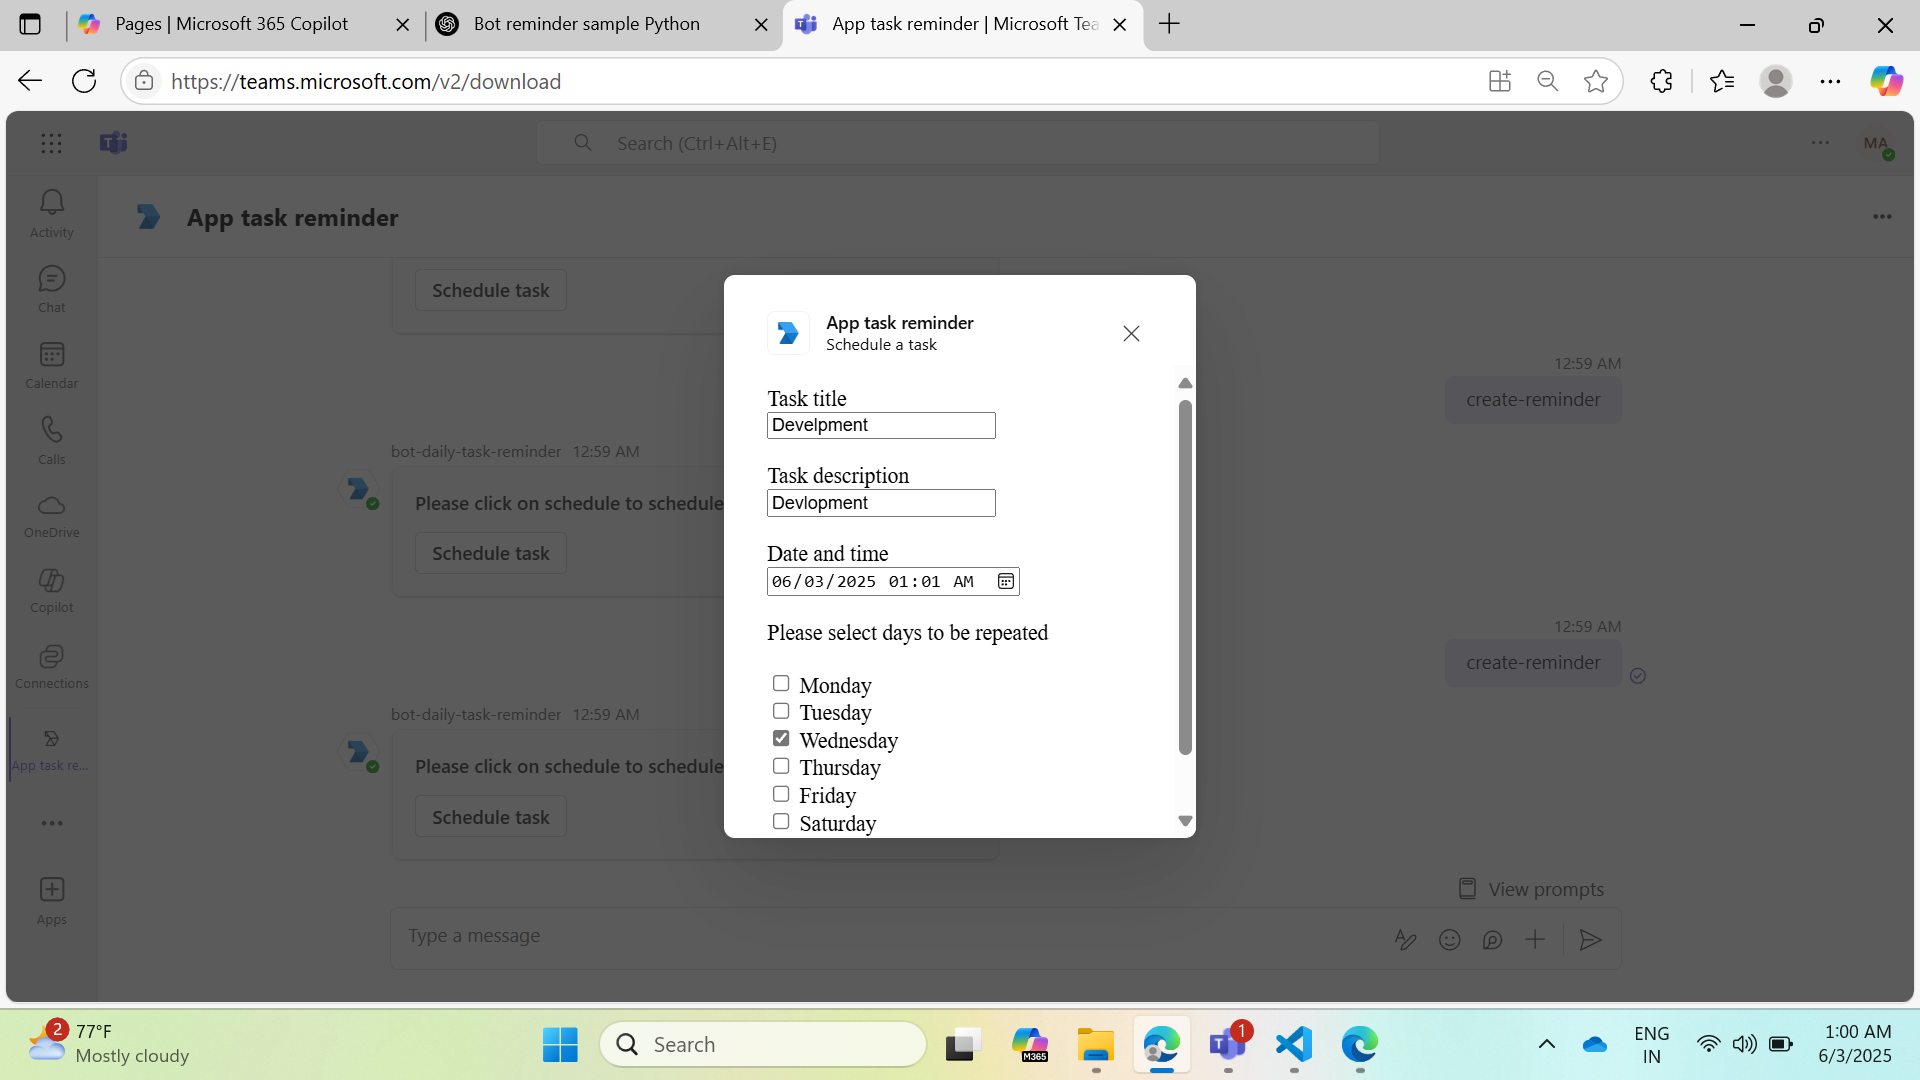 Pages | Microsoft 365 Copilot
Bot reminder sample Python
App task reminder | Microsoft Tea
https://teams.microsoft.com/v2/download
Search (Ctrl+Alt+E)
MA
Activity
Chat
Calendar
Calls
OneDrive
Copilot
Connections
App task re...
Apps
App task reminder
Schedule task
12:59 AM
create-reminder
bot-daily-task-reminder 12:59 AM
Please click on schedule to schedule
Schedule task
12:59 AM
create-reminder
bot-daily-task-reminder 12:59 AM
Please click on schedule to schedule
Schedule task
View prompts
Type a message
App task reminder
Schedule a task
Task title
Develpment
Task description
Devlopment
Date and time
06/03/2025 01:01 AM
Please select days to be repeated
Monday
Tuesday
Wednesday
Thursday
Friday
Saturday
2
77°F
Mostly cloudy
Search
M365
1
ENG
IN
1:00 AM
6/3/2025